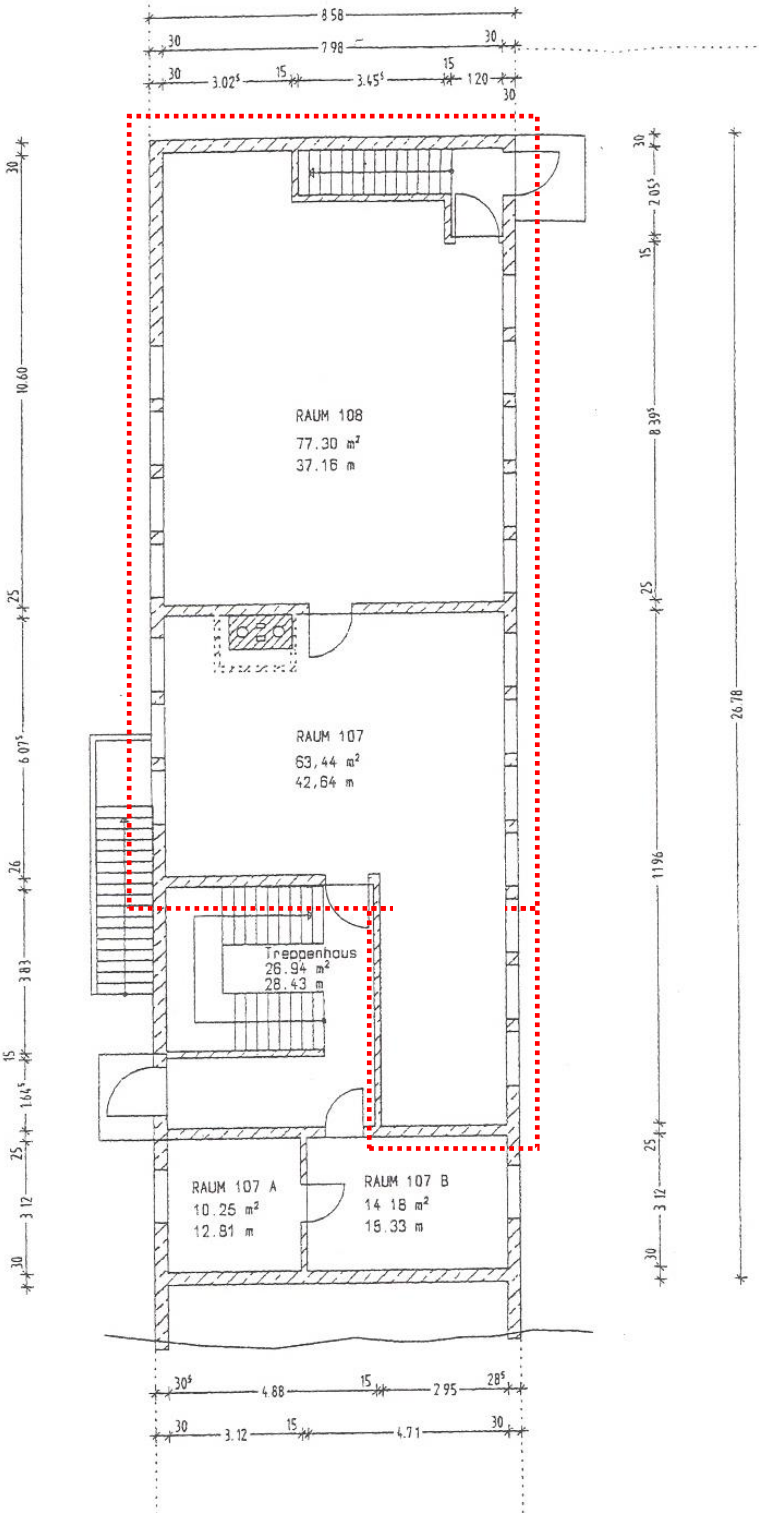 8.58
30 7.98 30
30 3.02⁵ 15 3.45⁵ 15 1.20 30
30
10.60
25
6.07⁵
26
3.83
15
1.64⁵
25
3.12
30
RAUM 108
77.30 m²
37.16 m
RAUM 107
63,44 m²
42,64 m
Treppenhaus
26.94 m²
28.43 m
RAUM 107 A
10.25 m²
12.81 m
RAUM 107 B
14.18 m²
15.33 m
30
2.05⁵
15
8.39⁵
25
11.96
25
3.12
30
26.78
30⁵ 4.88 15 2.95 28⁵
30 3.12 15 4.71 30